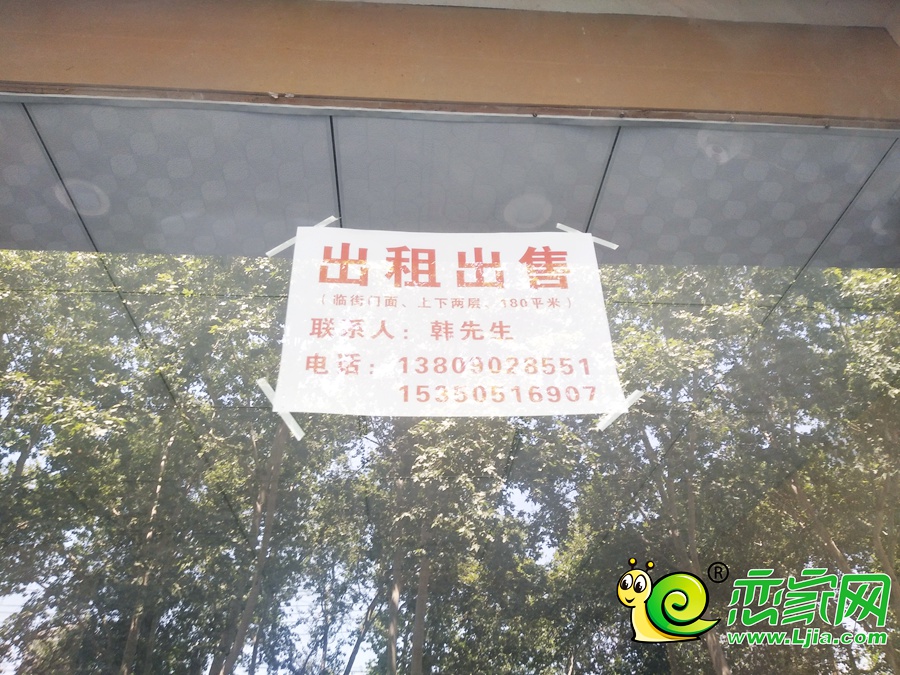 出租出售
（临街门面、上下两层、180平米）
联系人：韩先生
电话：13809028551
15350516907
®
恋家网
www.Ljia.com